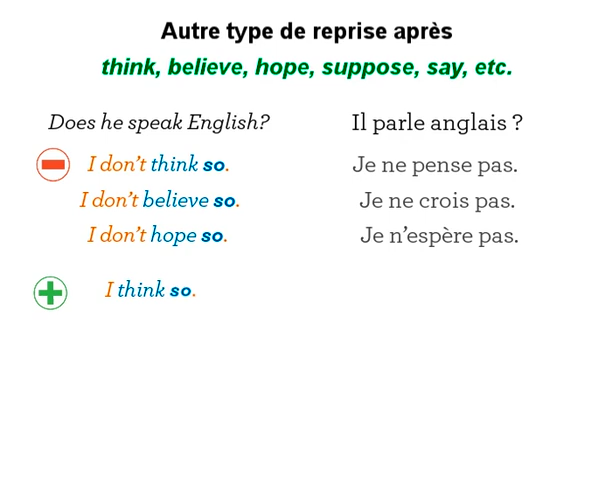 Autre type de reprise après
think, believe, hope, suppose, say, etc.
Does he speak English? Il parle anglais ?
I don't think so. Je ne pense pas.
I don't believe so. Je ne crois pas.
I don't hope so. Je n'espère pas.
I think so.